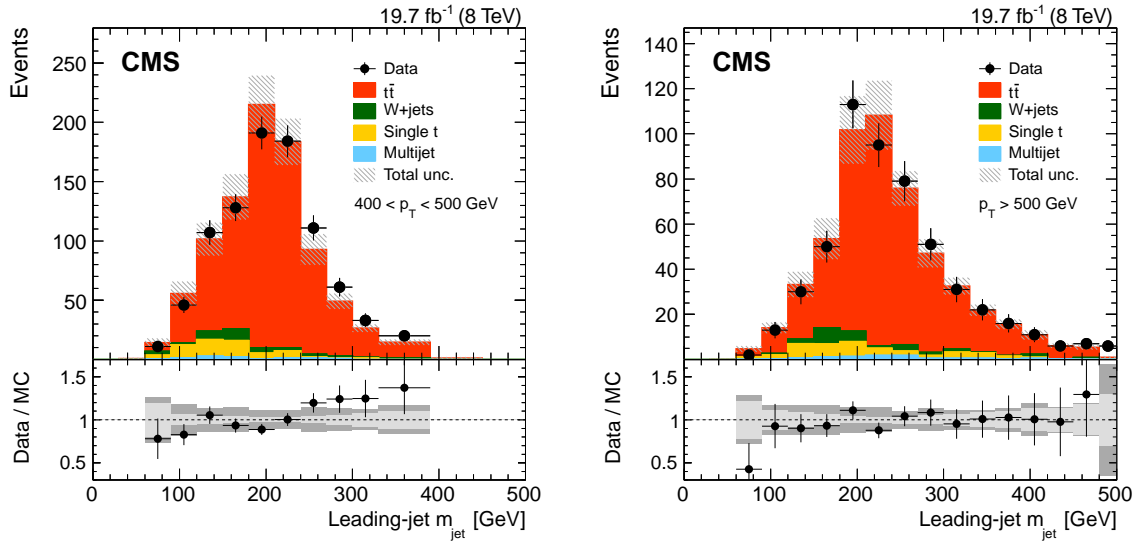 19.7 fb⁻¹ (8 TeV)
CMS
Events
250
200
150
100
50
Data
tt̄
W+jets
Single t
Multijet
Total unc.
400 < p_T < 500 GeV
Data / MC
1.5
1
0.5
0 100 200 300 400 500
Leading-jet m_jet [GeV]
19.7 fb⁻¹ (8 TeV)
CMS
Events
140
120
100
80
60
40
20
Data
tt̄
W+jets
Single t
Multijet
Total unc.
p_T > 500 GeV
Data / MC
1.5
1
0.5
0 100 200 300 400 500
Leading-jet m_jet [GeV]